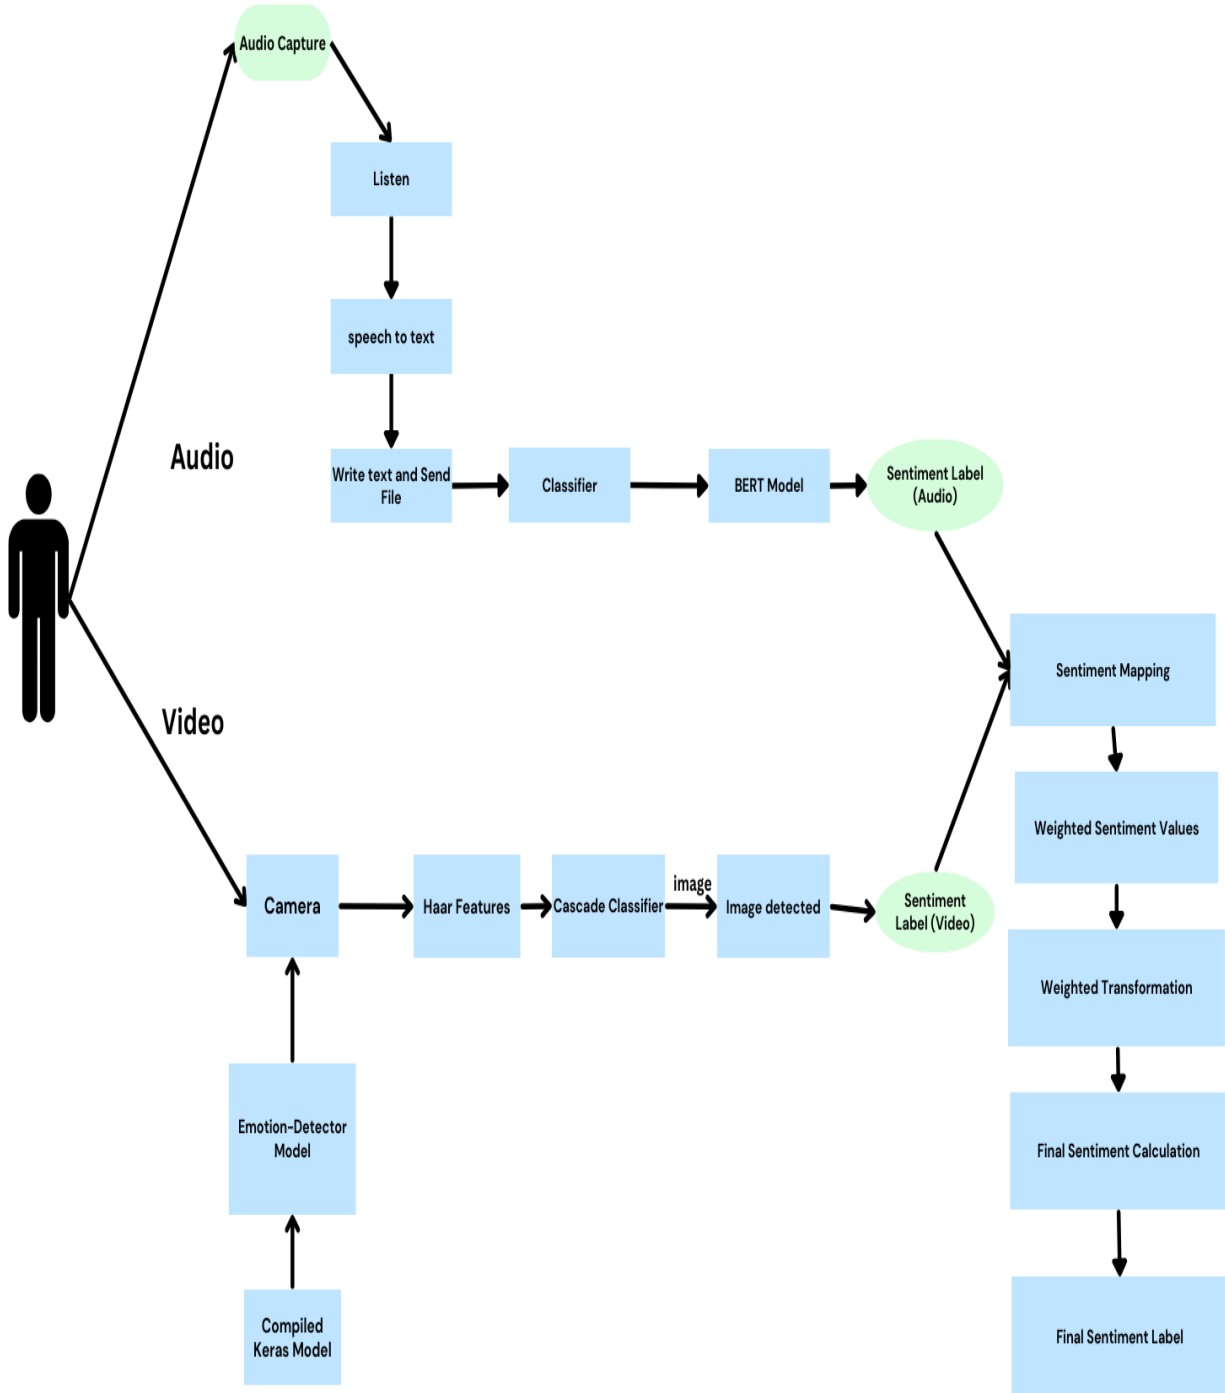 Audio Capture
Listen
speech to text
Audio
Write text and Send
File
Classifier
BERT Model
Sentiment Label
(Audio)
Sentiment Mapping
Video
Weighted Sentiment Values
Camera
Haar Features
Cascade Classifier
image
Image detected
Sentiment
Label (Video)
Weighted Transformation
Emotion-Detector
Model
Final Sentiment Calculation
Compiled
Keras Model
Final Sentiment Label